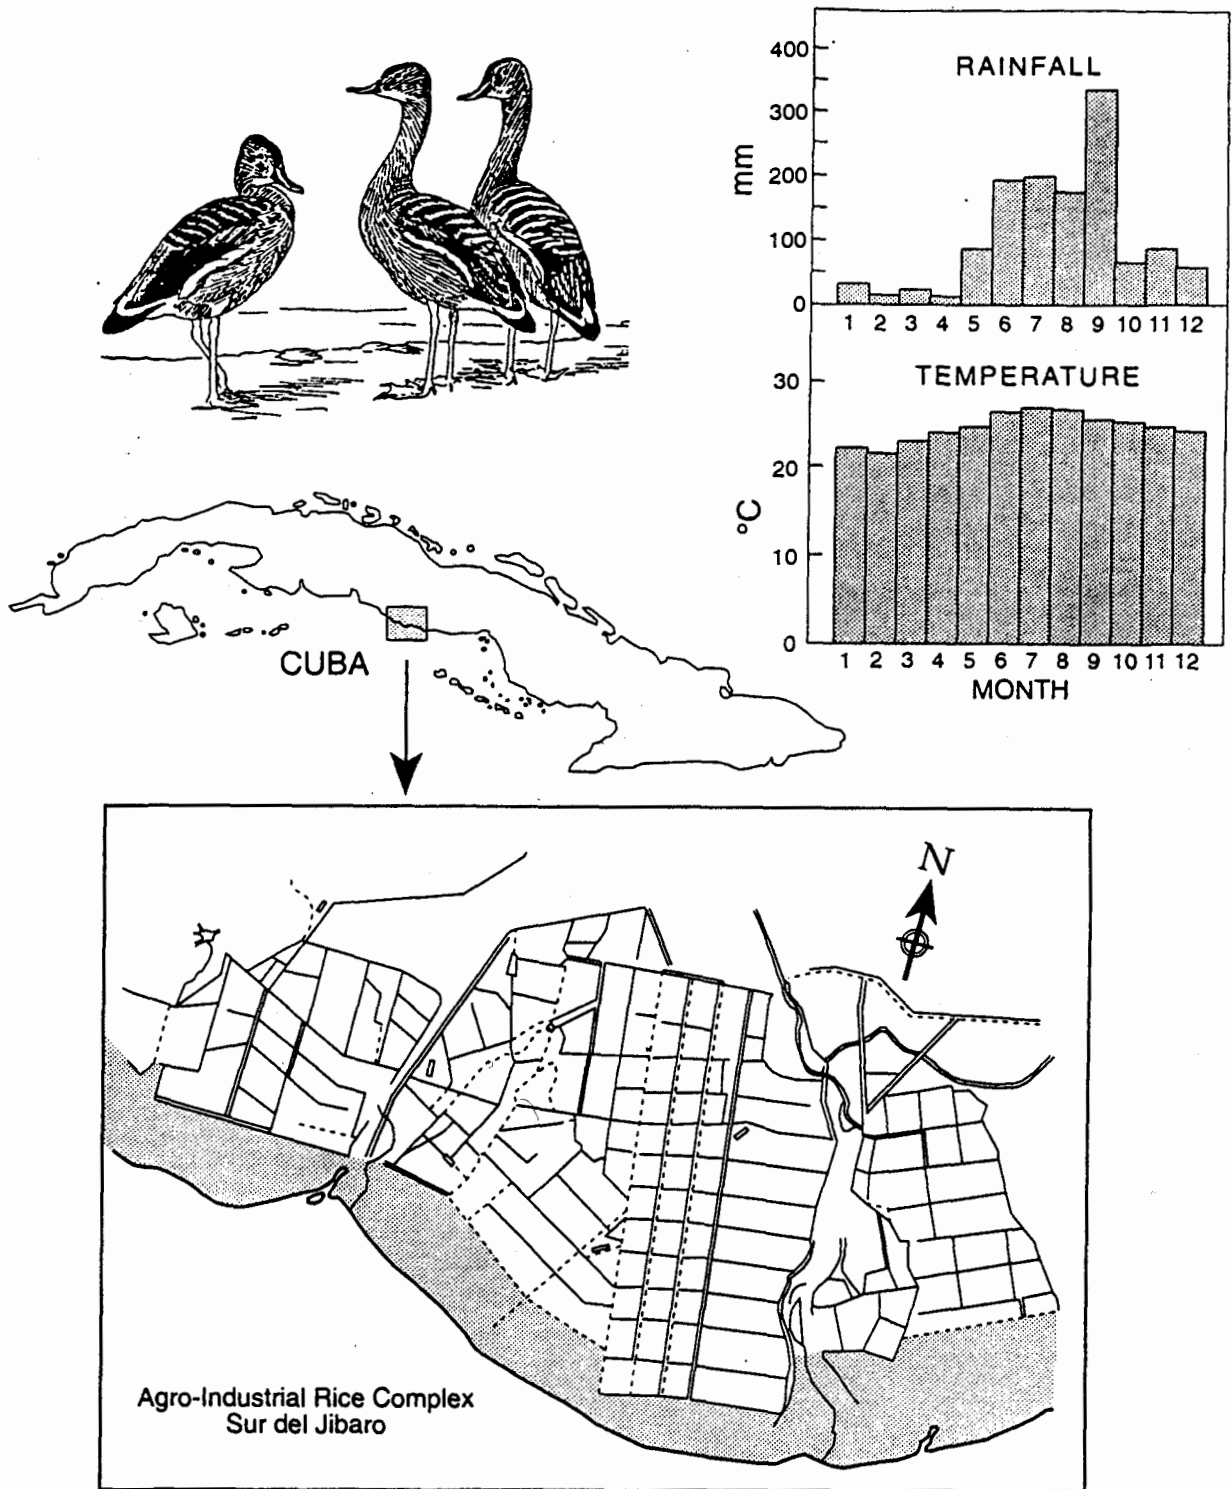 RAINFALL
mm
400
300
200
100
0
1 2 3 4 5 6 7 8 9 10 11 12
TEMPERATURE
°C
30
20
10
0
1 2 3 4 5 6 7 8 9 10 11 12
MONTH
CUBA
N
Agro-Industrial Rice Complex
Sur del Jibaro